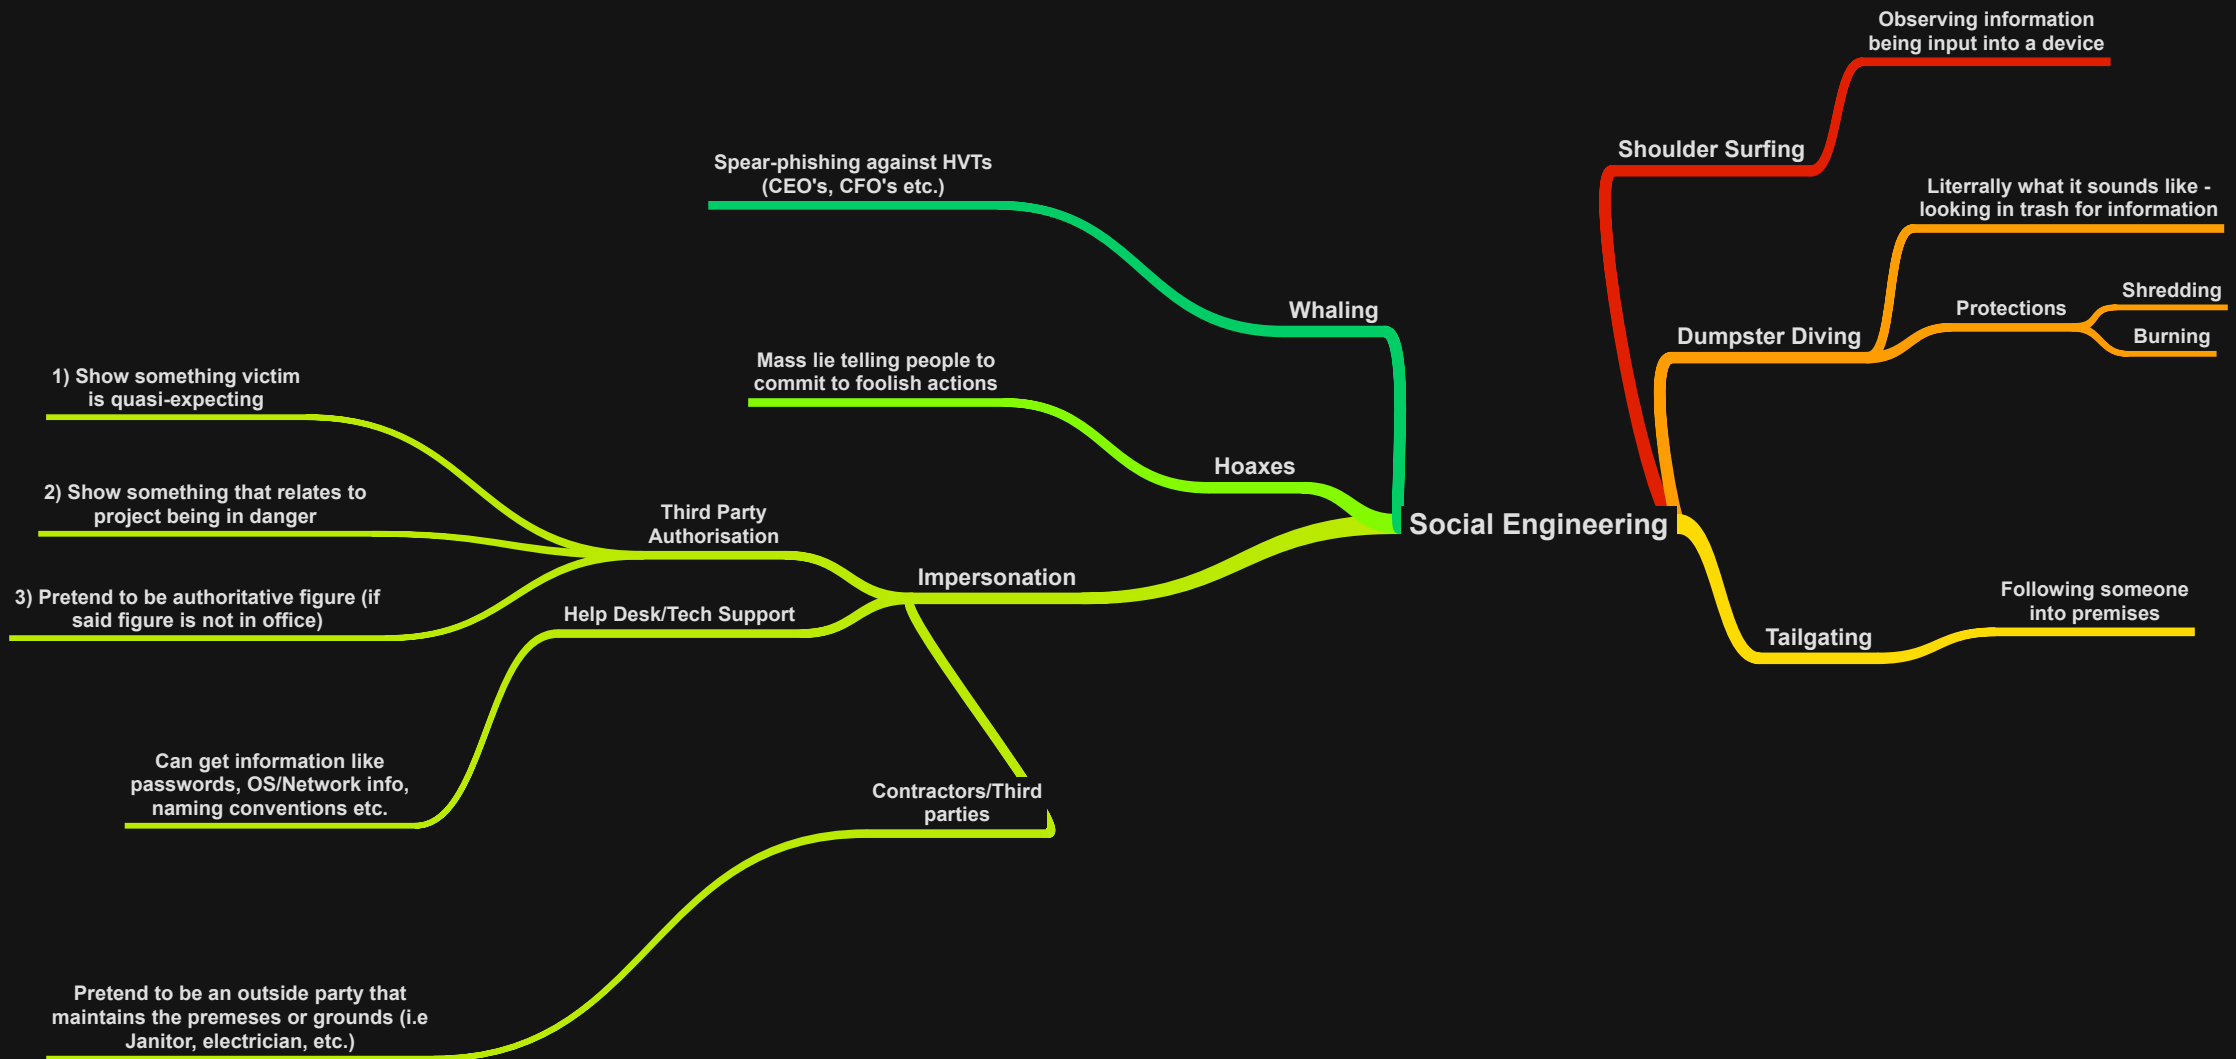 Observing information
being input into a device
Shoulder Surfing
Spear-phishing against HVTs
(CEO's, CFO's etc.)
Literrally what it sounds like -
looking in trash for information
Whaling
Shredding
Protections
Burning
Dumpster Diving
Mass lie telling people to
commit to foolish actions
1) Show something victim
is quasi-expecting
Hoaxes
2) Show something that relates to
project being in danger
Third Party
Authorisation
Social Engineering
Impersonation
3) Pretend to be authoritative figure (if
said figure is not in office)
Help Desk/Tech Support
Following someone
into premises
Tailgating
Can get information like
passwords, OS/Network info,
naming conventions etc.
Contractors/Third
parties
Pretend to be an outside party that
maintains the premeses or grounds (i.e
Janitor, electrician, etc.)